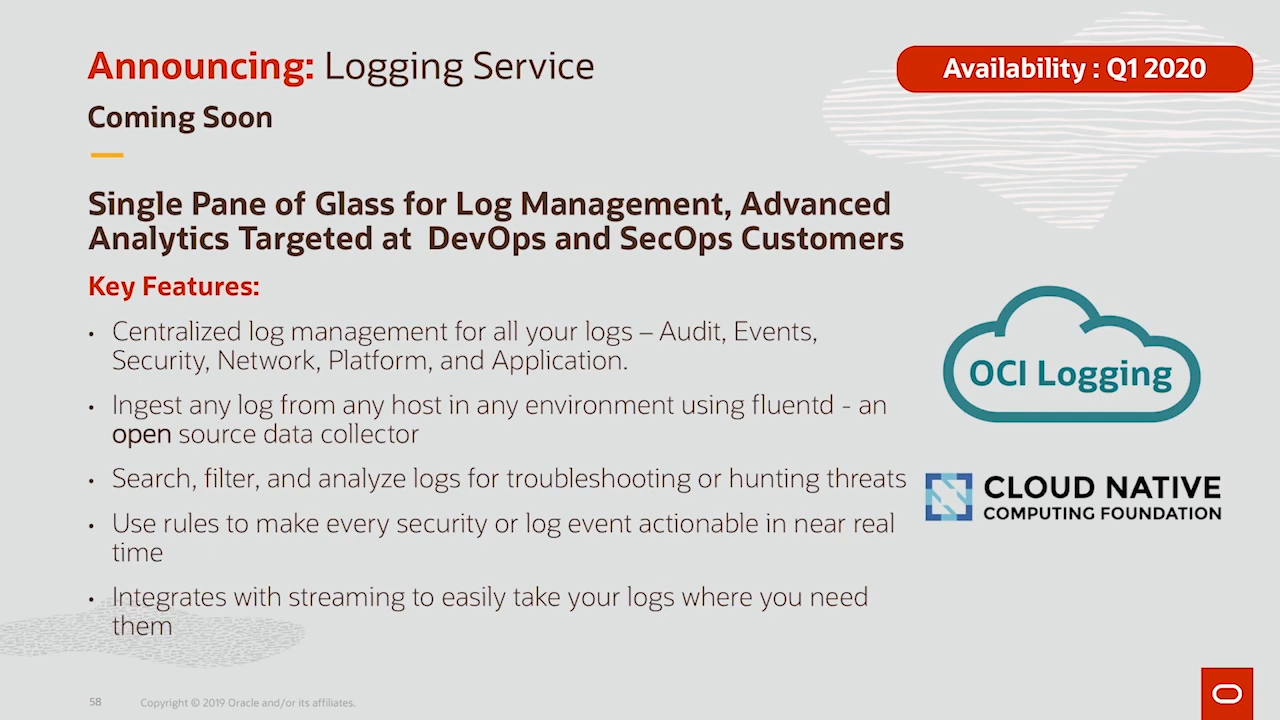 Announcing: Logging Service
Availability : Q1 2020
Coming Soon
Single Pane of Glass for Log Management, Advanced
Analytics Targeted at  DevOps and SecOps Customers
Key Features:
• Centralized log management for all your logs – Audit, Events,
Security, Network, Platform, and Application.
• Ingest any log from any host in any environment using fluentd - an
open source data collector
• Search, filter, and analyze logs for troubleshooting or hunting threats
• Use rules to make every security or log event actionable in near real
time
• Integrates with streaming to easily take your logs where you need
them
OCI Logging
CLOUD NATIVE
COMPUTING FOUNDATION
58
Copyright © 2019 Oracle and/or its affiliates.